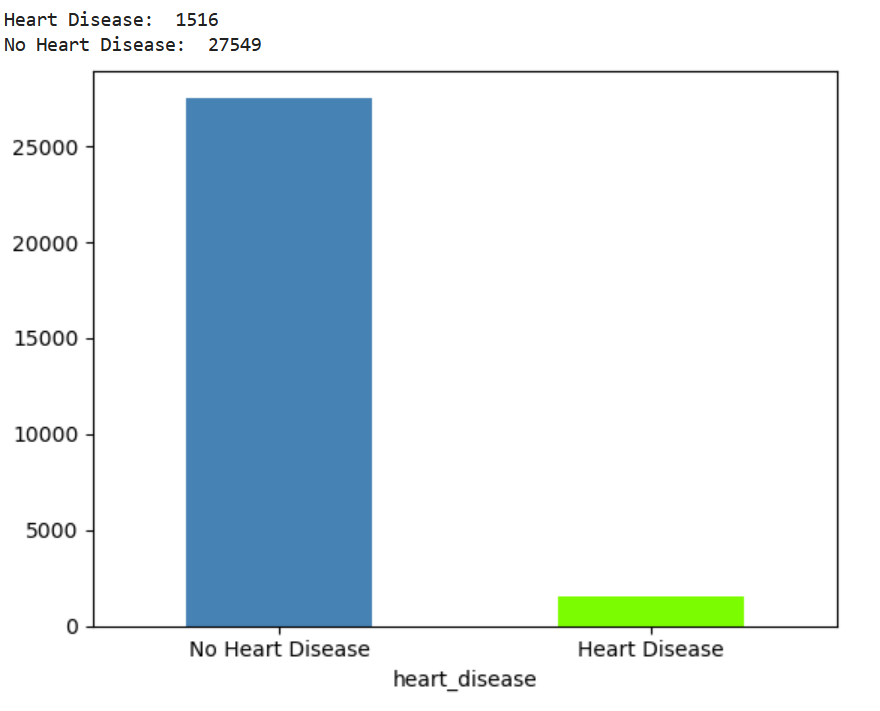 Heart Disease:  1516
No Heart Disease:  27549
25000
20000
15000
10000
5000
0
No Heart Disease Heart Disease
heart_disease